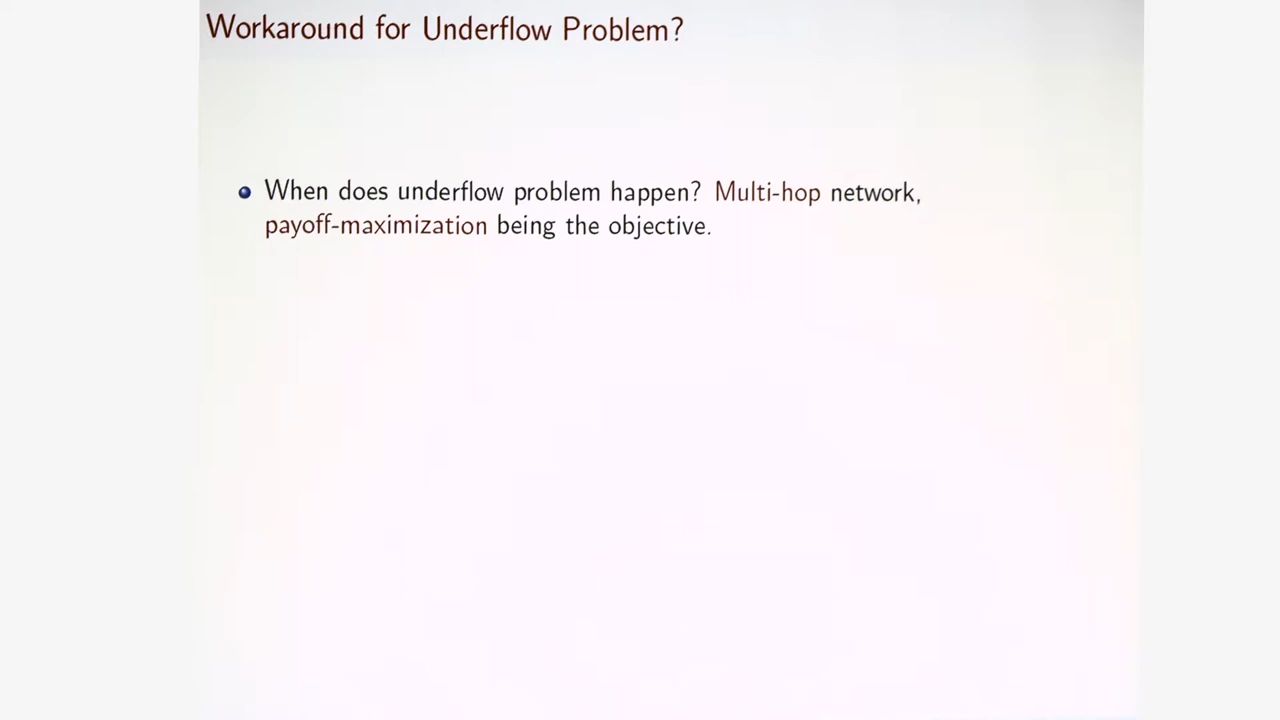 Workaround for Underflow Problem?
When does underflow problem happen? Multi-hop network,
payoff-maximization being the objective.